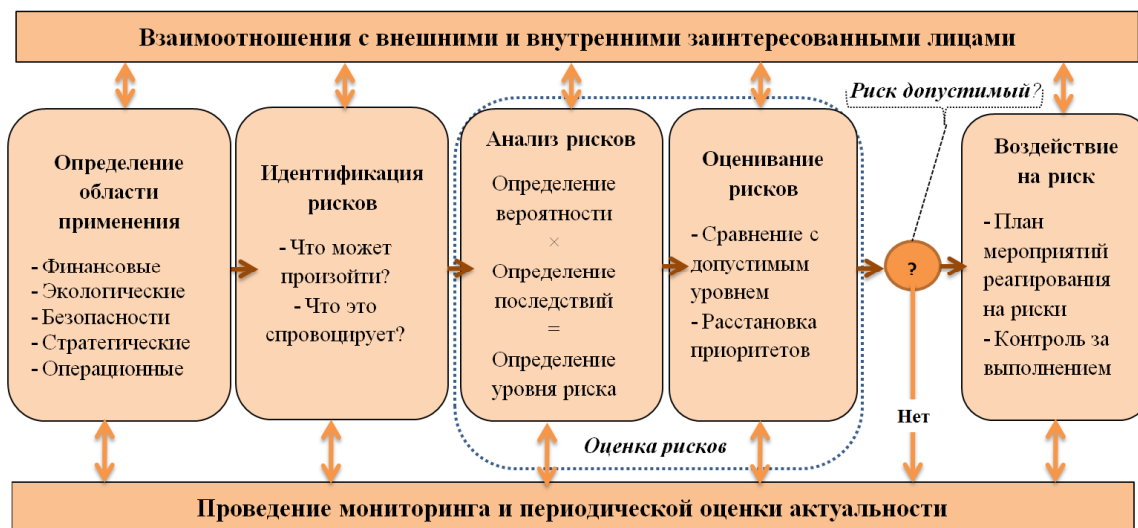 Взаимоотношения с внешними и внутренними заинтересованными лицами
Определение
области
применения
- Финансовые
- Экологические
- Безопасности
- Стратегические
- Операционные
Идентификация
рисков
- Что может
произойти?
- Что это
спровоцирует?
Анализ рисков
Определение
вероятности
×
Определение
последствий
=
Определение
уровня риска
Оценивание
рисков
- Сравнение с
допустимым
уровнем
- Расстановка
приоритетов
Оценка рисков
Риск допустимый?
?
Нет
Воздействие
на риск
- План
мероприятий
реагирования
на риски
- Контроль за
выполнением
Проведение мониторинга и периодической оценки актуальности